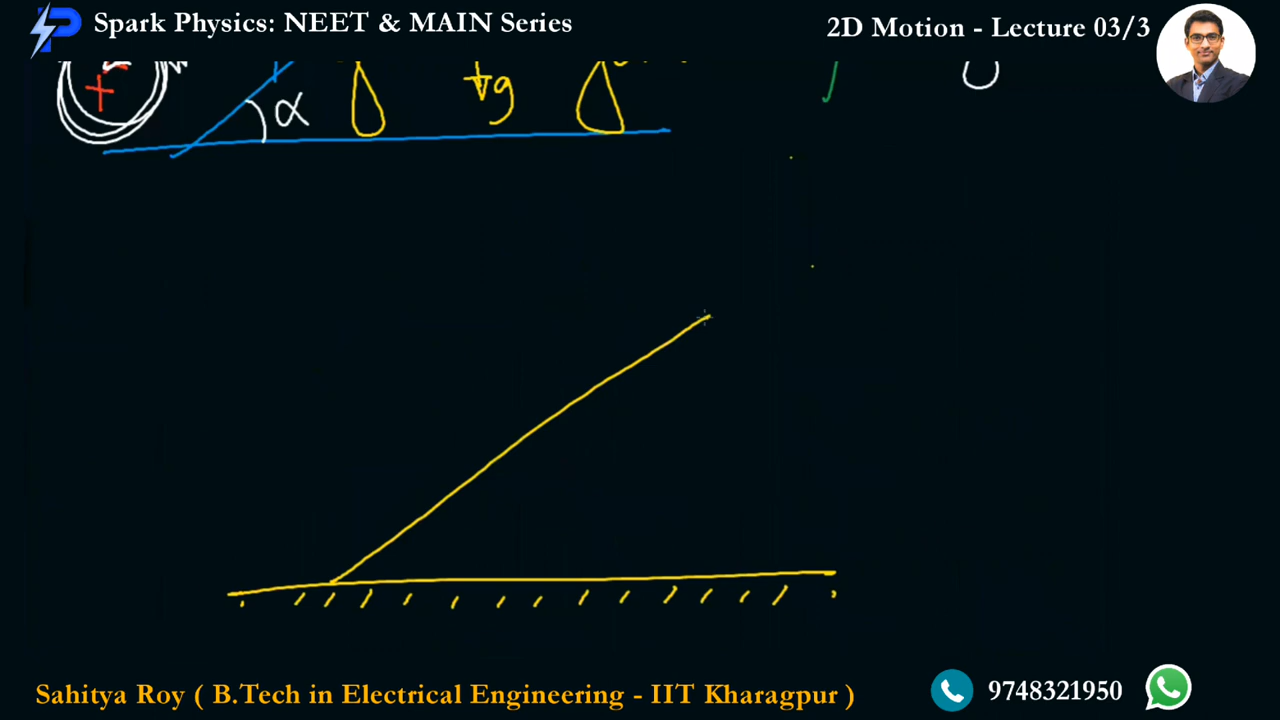 Spark Physics: NEET & MAIN Series
2D Motion - Lecture 03/3
+ α g
Sahitya Roy ( B.Tech in Electrical Engineering - IIT Kharagpur )
9748321950